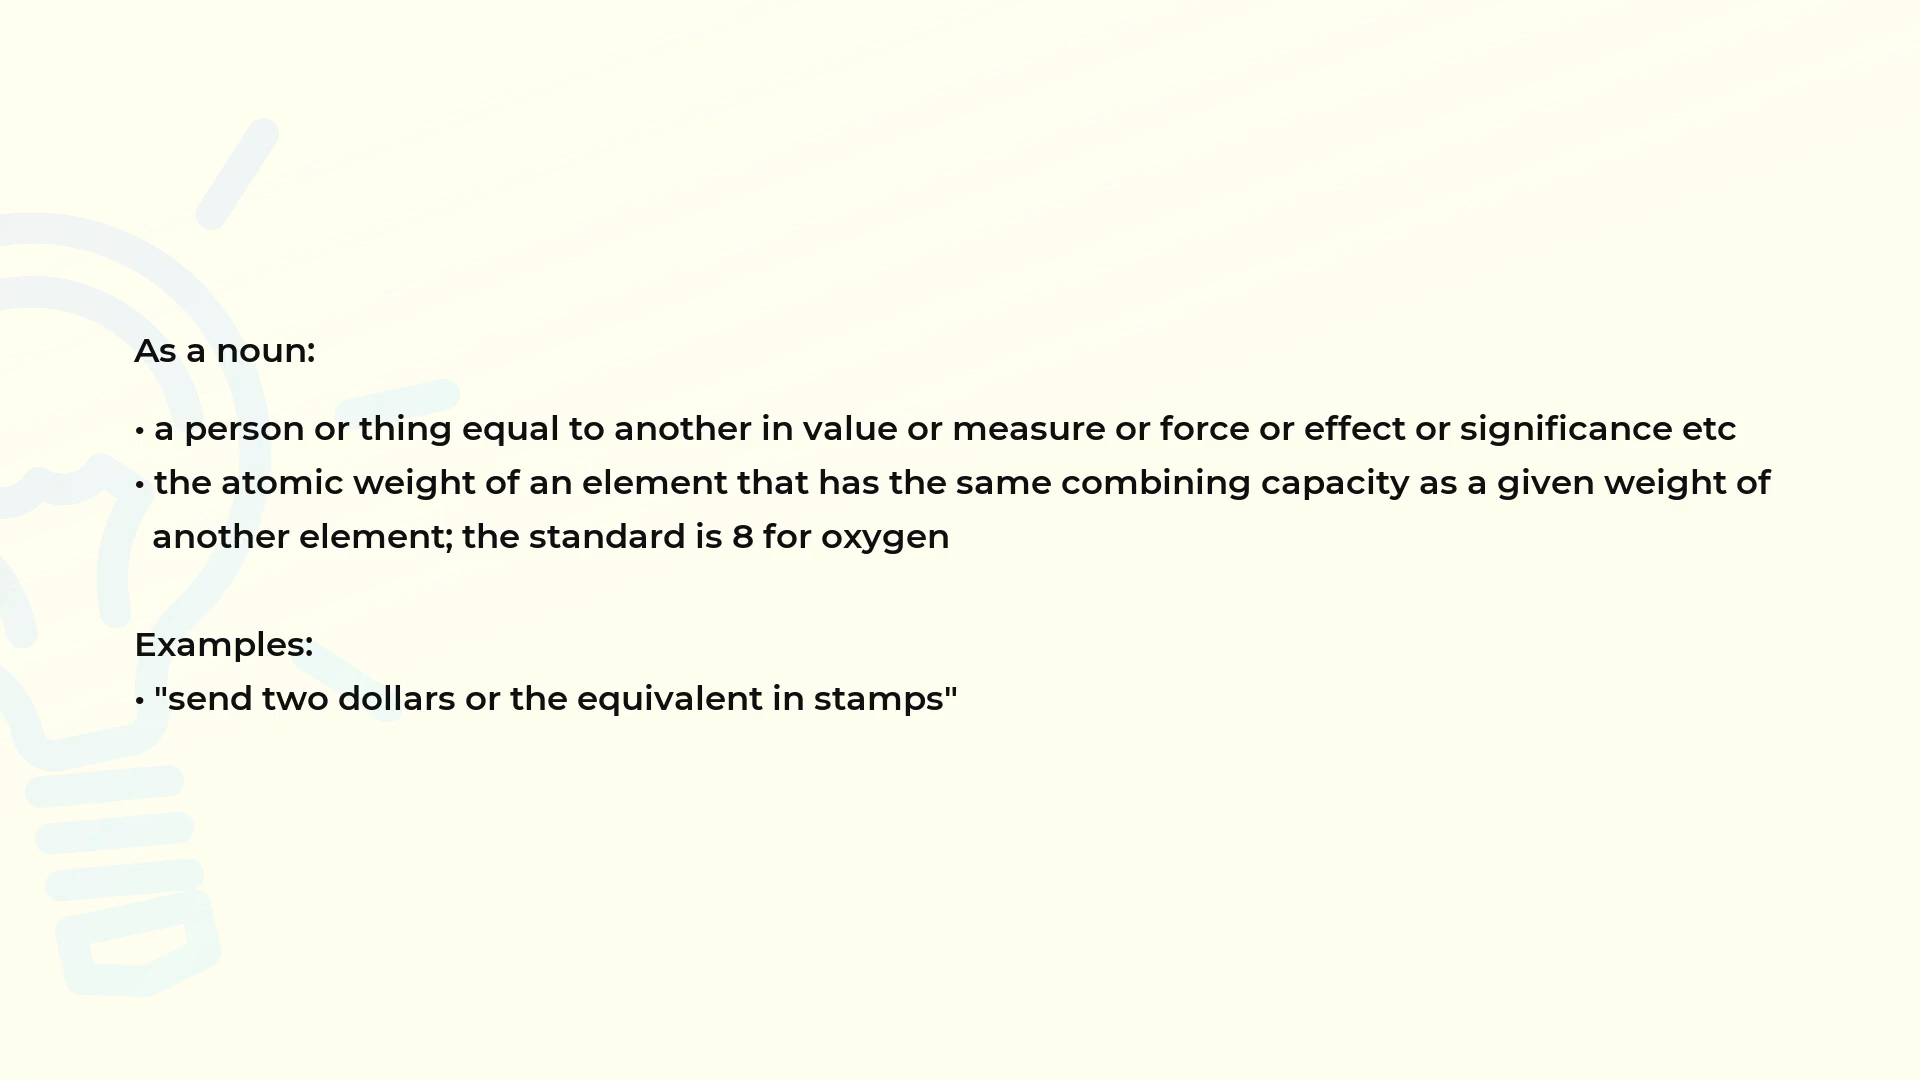 As a noun:
• a person or thing equal to another in value or measure or force or effect or significance etc
• the atomic weight of an element that has the same combining capacity as a given weight of
another element; the standard is 8 for oxygen
Examples:
• "send two dollars or the equivalent in stamps"